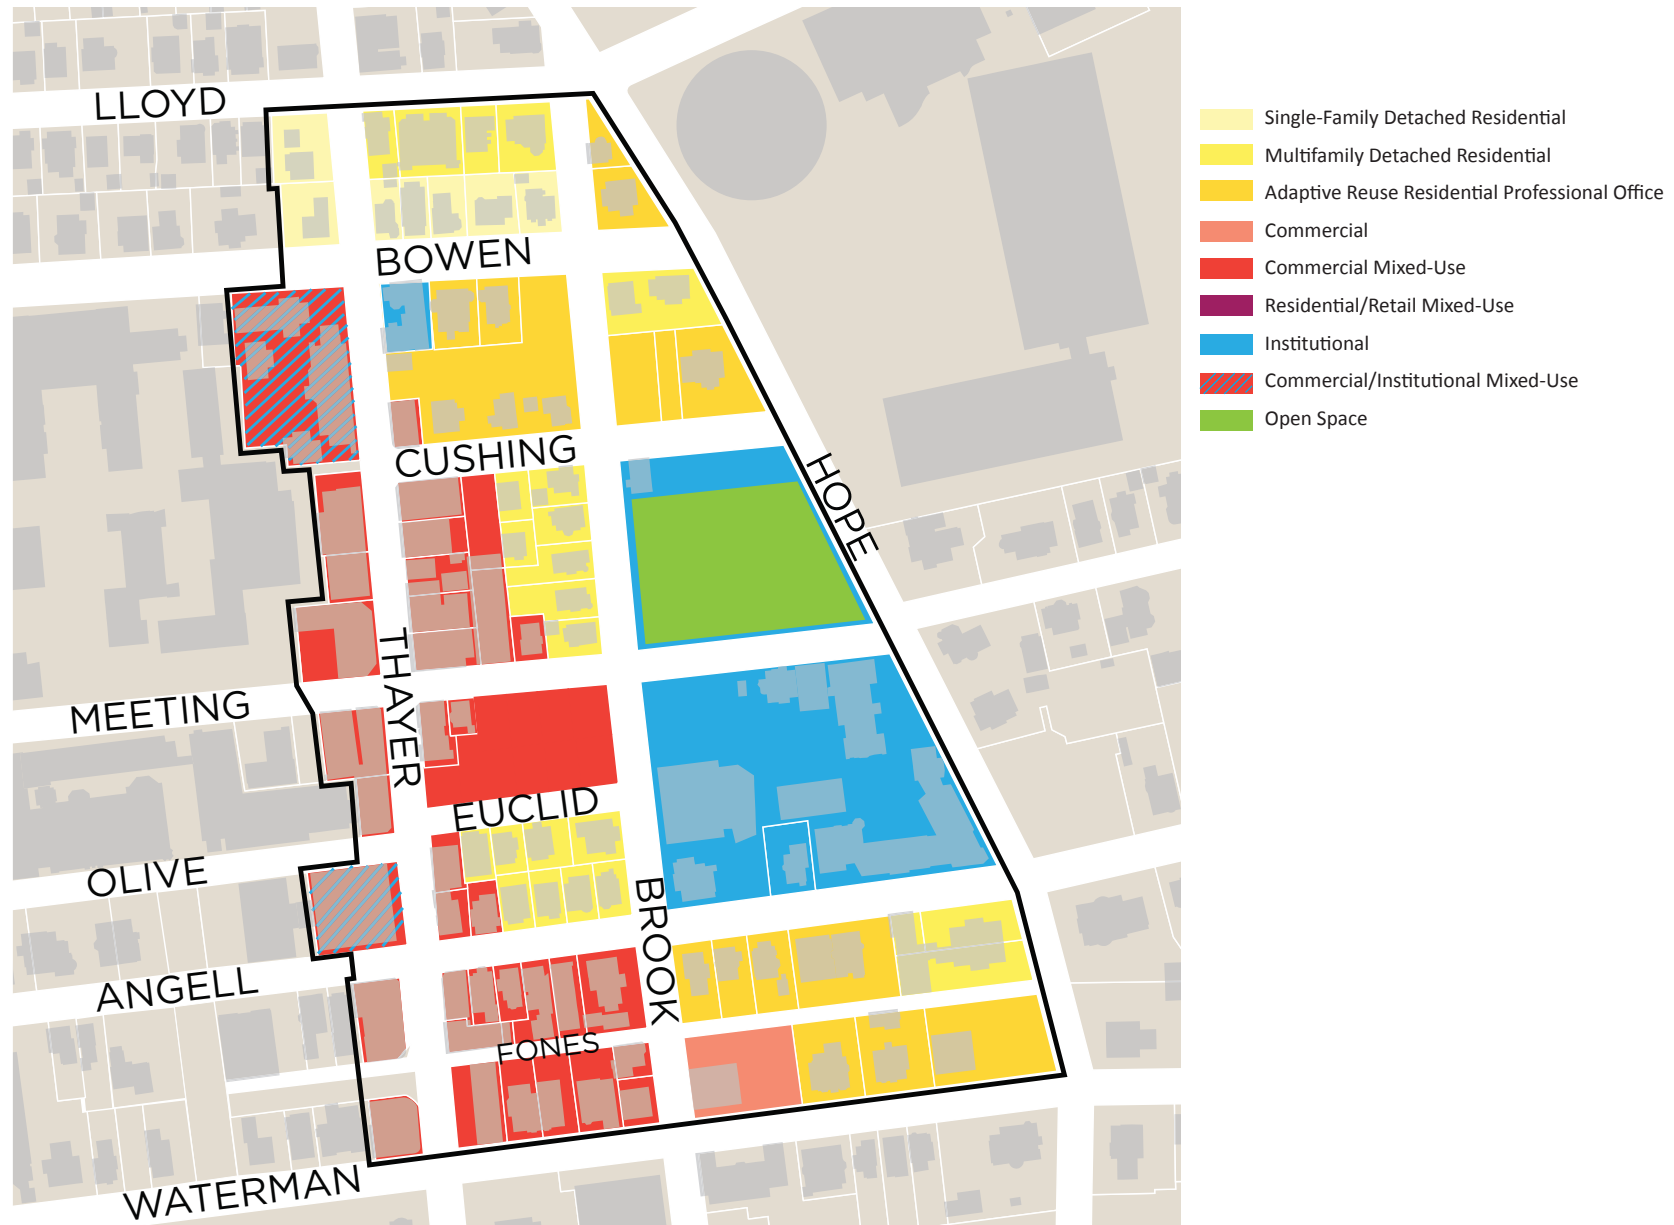 LLOYD
BOWEN
CUSHING
HOPE
THAYER
MEETING
EUCLID
OLIVE
BROOK
ANGELL
FONES
WATERMAN
Single-Family Detached Residential
Multifamily Detached Residential
Adaptive Reuse Residential Professional Office
Commercial
Commercial Mixed-Use
Residential/Retail Mixed-Use
Institutional
Commercial/Institutional Mixed-Use
Open Space